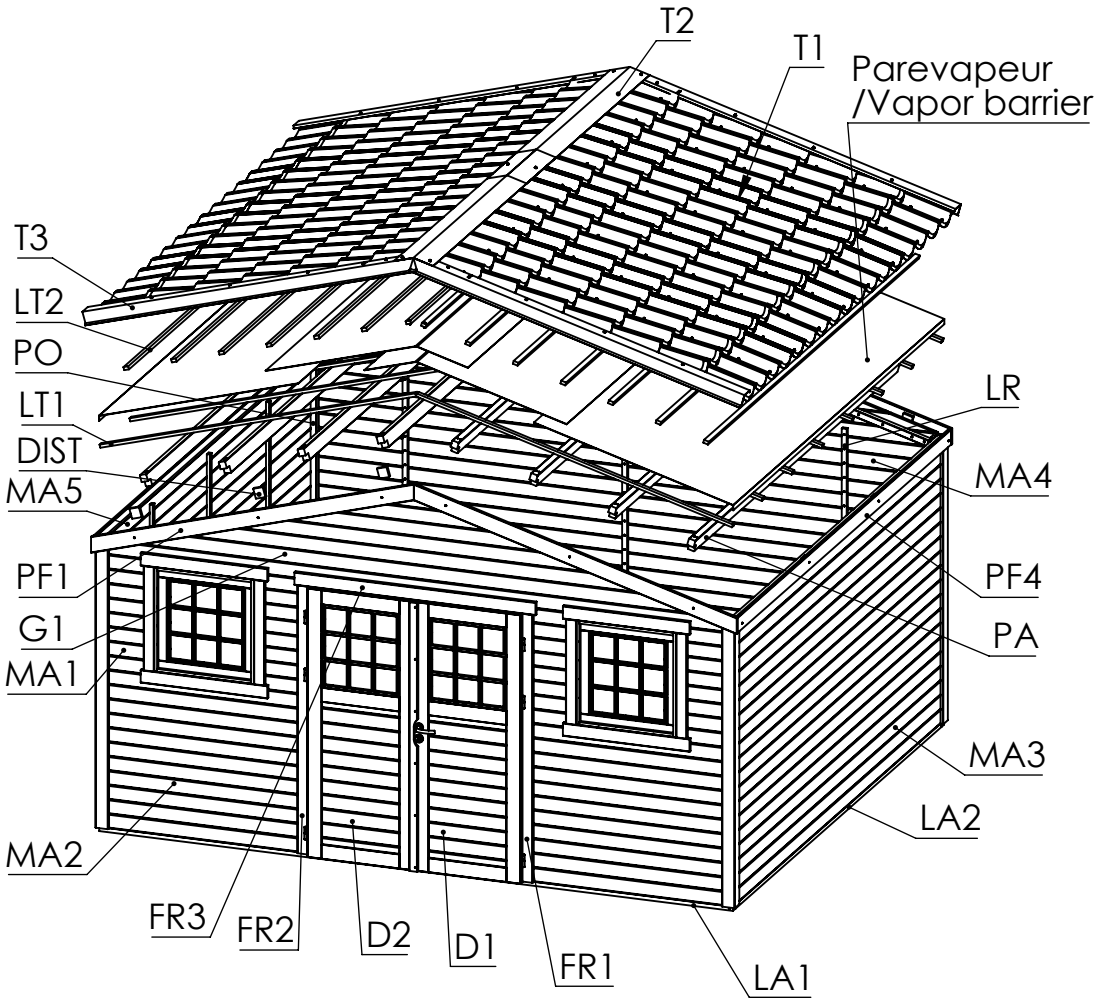 T2
T1
Parevapeur
/Vapor barrier
T3
LT2
PO
LT1
DIST
MA5
LR
MA4
PF1
G1
MA1
PF4
PA
MA3
MA2
LA2
FR3
FR2
D2
D1
FR1
LA1